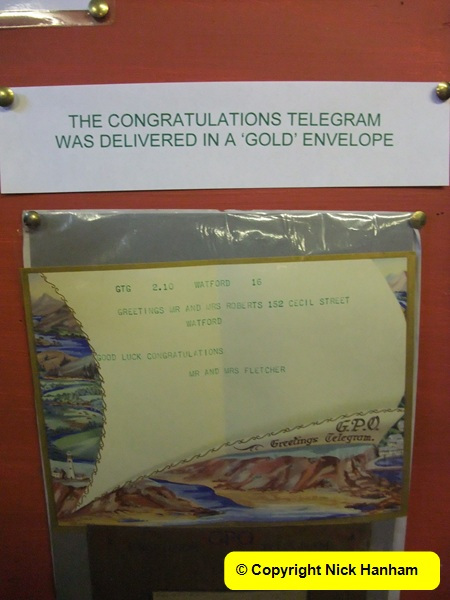 THE CONGRATULATIONS TELEGRAM
WAS DELIVERED IN A ‘GOLD’ ENVELOPE
GTG 2.10 WATFORD 16
GREETINGS MR AND MRS ROBERTS 152 CECIL STREET
WATFORD
GOOD LUCK CONGRATULATIONS
MR AND MRS FLETCHER
G.P.O.
Greetings Telegram.
© Copyright Nick Hanham